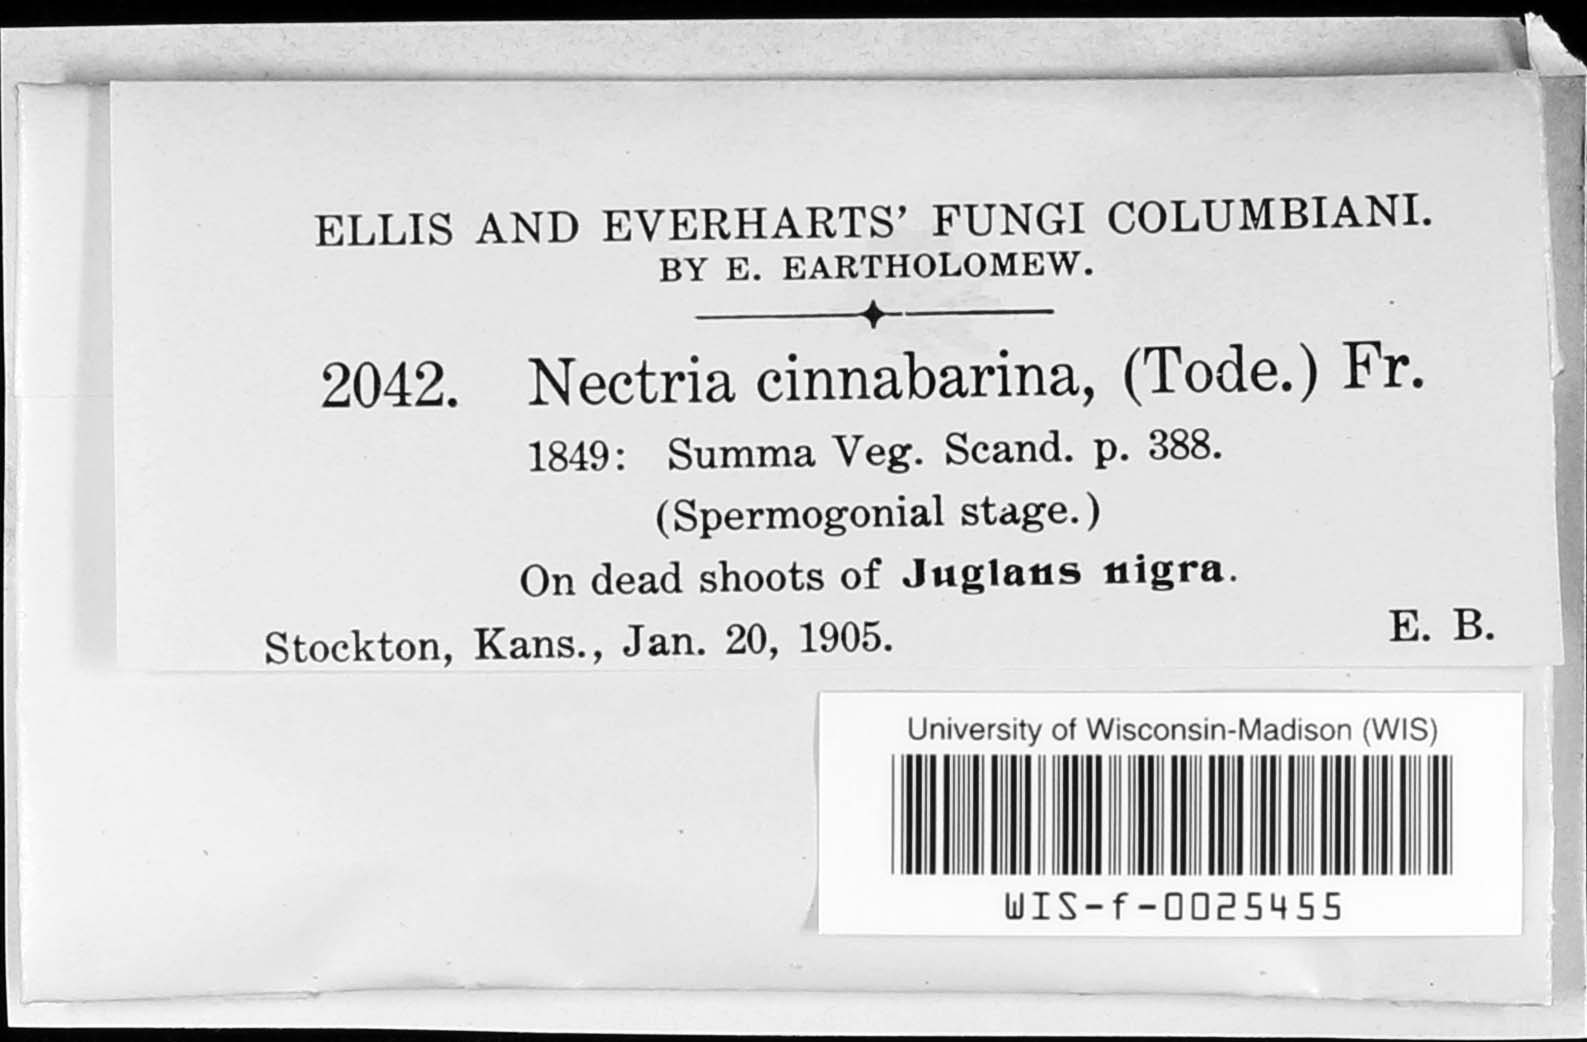 ELLIS AND EVERHARTS' FUNGI COLUMBIANI.
BY E. EARTHOLOMEW.
2042. Nectria cinnabarina, (Tode.) Fr.
1849: Summa Veg. Scand. p. 388.
(Spermogonial stage.)
On dead shoots of Juglans nigra.
Stockton, Kans., Jan. 20, 1905. E. B.
University of Wisconsin-Madison (WIS)
WIS-f-0025455